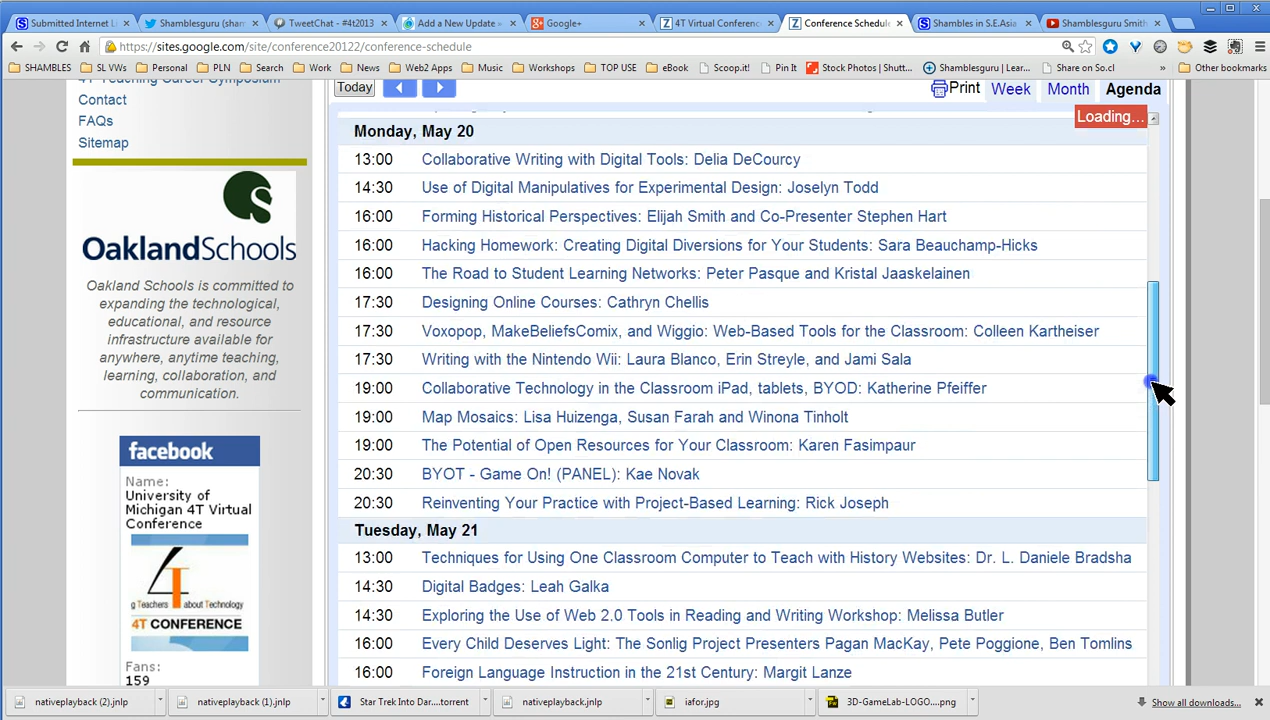 Submitted Internet Li
Shamblesguru (sham
TweetChat - #4t2013
Add a New Update «
Google+
4T Virtual Conferenc
Conference Schedule
Shambles in S.E.Asia
Shamblesguru Smith
https://sites.google.com/site/conference20122/conference-schedule
SHAMBLES
SL VWs
Personal
PLN
Search
Work
News
Web2 Apps
Music
Workshops
TOP USE
eBook
Scoop.it!
Pin It
Stock Photos | Shutt...
Shamblesguru | Lear...
Share on So.cl
»
Other bookmarks
4T Teaching Career Symposium
Contact
FAQs
Sitemap
OaklandSchools
Oakland Schools is committed to
expanding the technological,
educational, and resource
infrastructure available for
anywhere, anytime teaching,
learning, collaboration, and
communication.
facebook
Name:
University of
Michigan 4T Virtual
Conference
4T
g Teachers about Technology
4T CONFERENCE
Fans:
159
Today
Print
Week
Month
Agenda
Loading...
Monday, May 20
13:00 Collaborative Writing with Digital Tools: Delia DeCourcy
14:30 Use of Digital Manipulatives for Experimental Design: Joselyn Todd
16:00 Forming Historical Perspectives: Elijah Smith and Co-Presenter Stephen Hart
16:00 Hacking Homework: Creating Digital Diversions for Your Students: Sara Beauchamp-Hicks
16:00 The Road to Student Learning Networks: Peter Pasque and Kristal Jaaskelainen
17:30 Designing Online Courses: Cathryn Chellis
17:30 Voxopop, MakeBeliefsComix, and Wiggio: Web-Based Tools for the Classroom: Colleen Kartheiser
17:30 Writing with the Nintendo Wii: Laura Blanco, Erin Streyle, and Jami Sala
19:00 Collaborative Technology in the Classroom iPad, tablets, BYOD: Katherine Pfeiffer
19:00 Map Mosaics: Lisa Huizenga, Susan Farah and Winona Tinholt
19:00 The Potential of Open Resources for Your Classroom: Karen Fasimpaur
20:30 BYOT - Game On! (PANEL): Kae Novak
20:30 Reinventing Your Practice with Project-Based Learning: Rick Joseph
Tuesday, May 21
13:00 Techniques for Using One Classroom Computer to Teach with History Websites: Dr. L. Daniele Bradsha
14:30 Digital Badges: Leah Galka
14:30 Exploring the Use of Web 2.0 Tools in Reading and Writing Workshop: Melissa Butler
16:00 Every Child Deserves Light: The Sonlig Project Presenters Pagan MacKay, Pete Poggione, Ben Tomlins
16:00 Foreign Language Instruction in the 21st Century: Margit Lanze
nativeplayback (2).jnlp
nativeplayback (1).jnlp
Star Trek Into Dar....torrent
nativeplayback.jnlp
iafor.jpg
3D-GameLab-LOGO....png
Show all downloads...